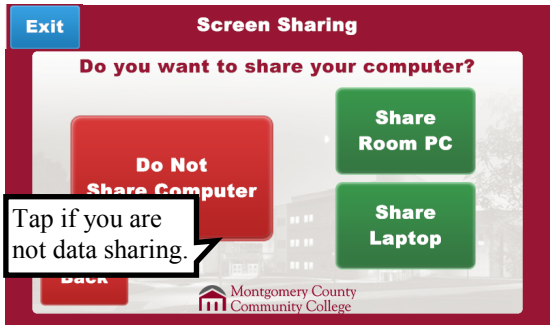 Exit
Screen Sharing
Do you want to share your computer?
Do Not
Share Computer
Share
Room PC
Share
Laptop
Tap if you are
not data sharing.
Back
Montgomery County
Community College